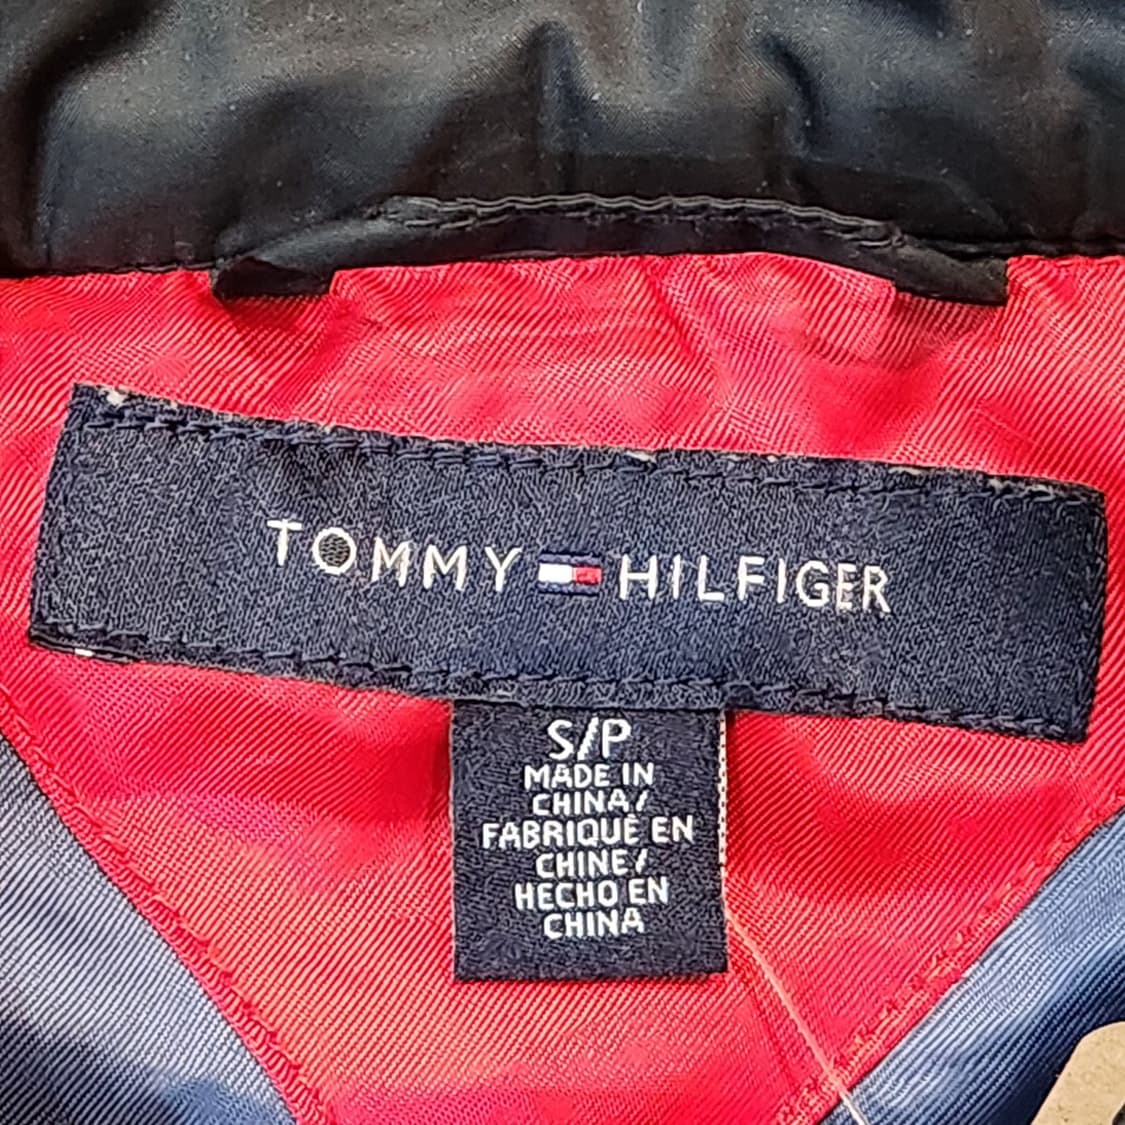 TOMMY HILFIGER
S/P
MADE IN
CHINA/
FABRIQUÉ EN
CHINE/
HECHO EN
CHINA